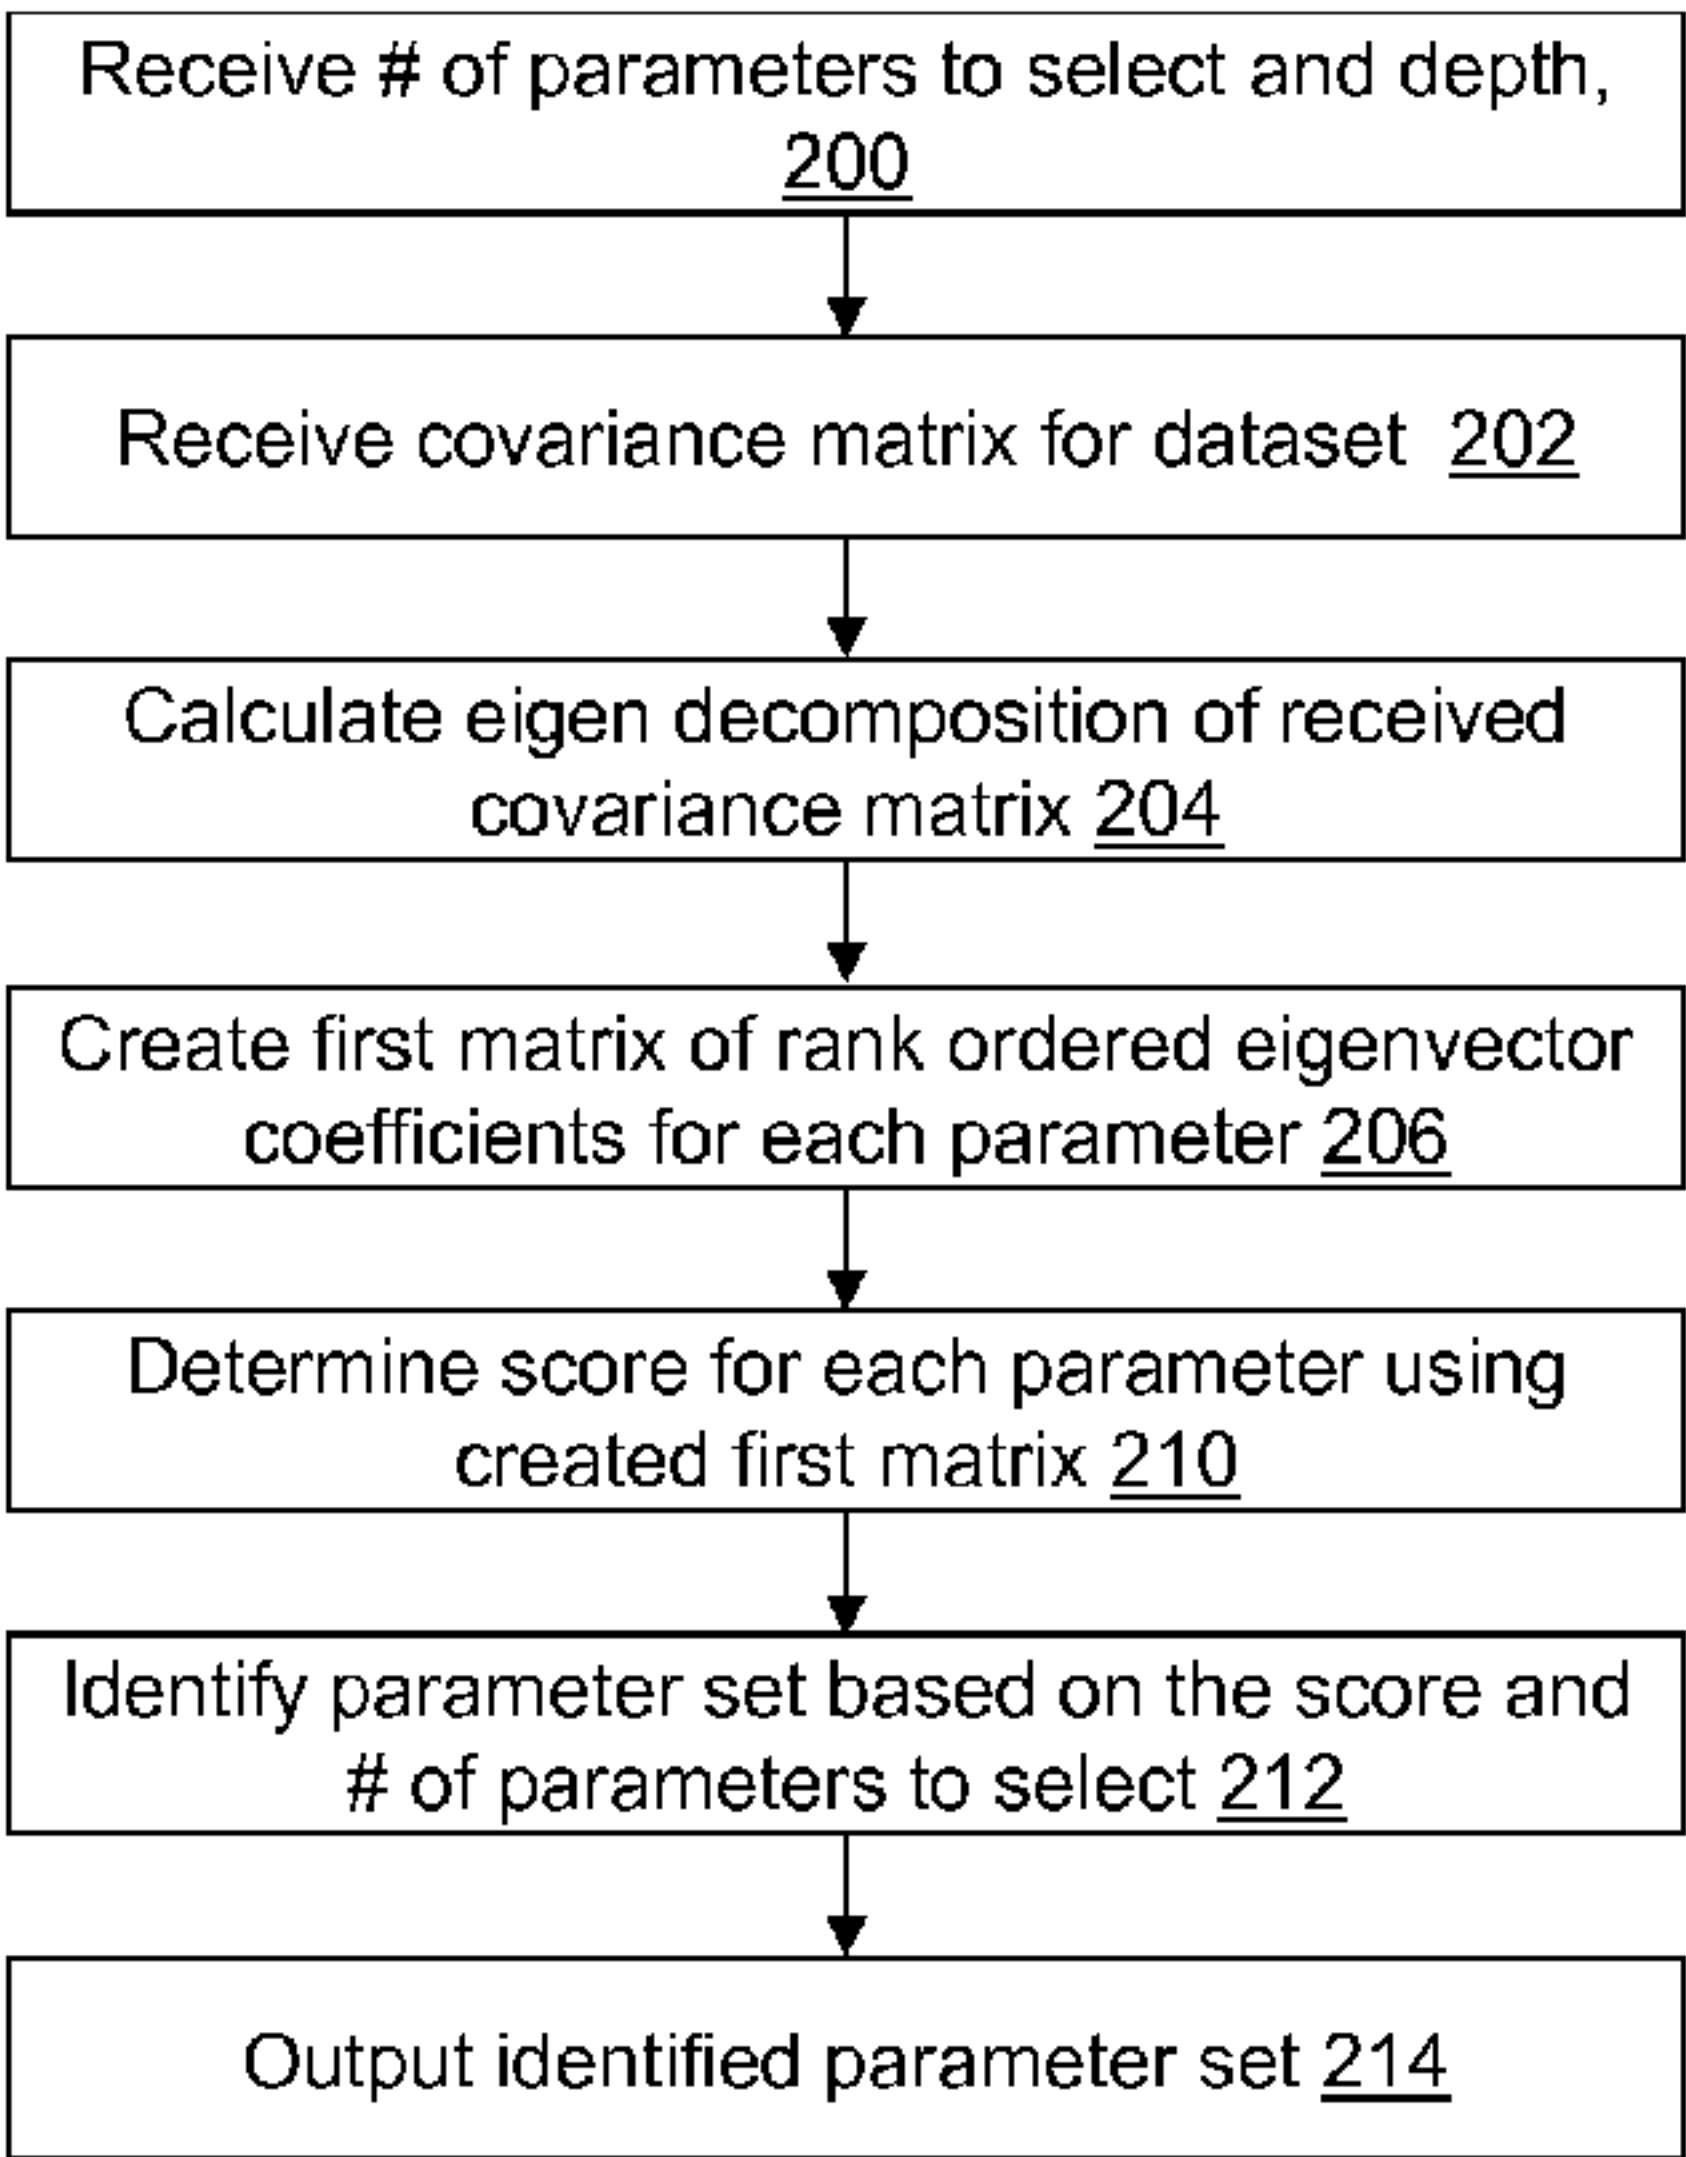 Receive # of parameters to select and depth,
200
Receive covariance matrix for dataset 202
Calculate eigen decomposition of received
covariance matrix 204
Create first matrix of rank ordered eigenvector
coefficients for each parameter 206
Determine score for each parameter using
created first matrix 210
Identify parameter set based on the score and
# of parameters to select 212
Output identified parameter set 214